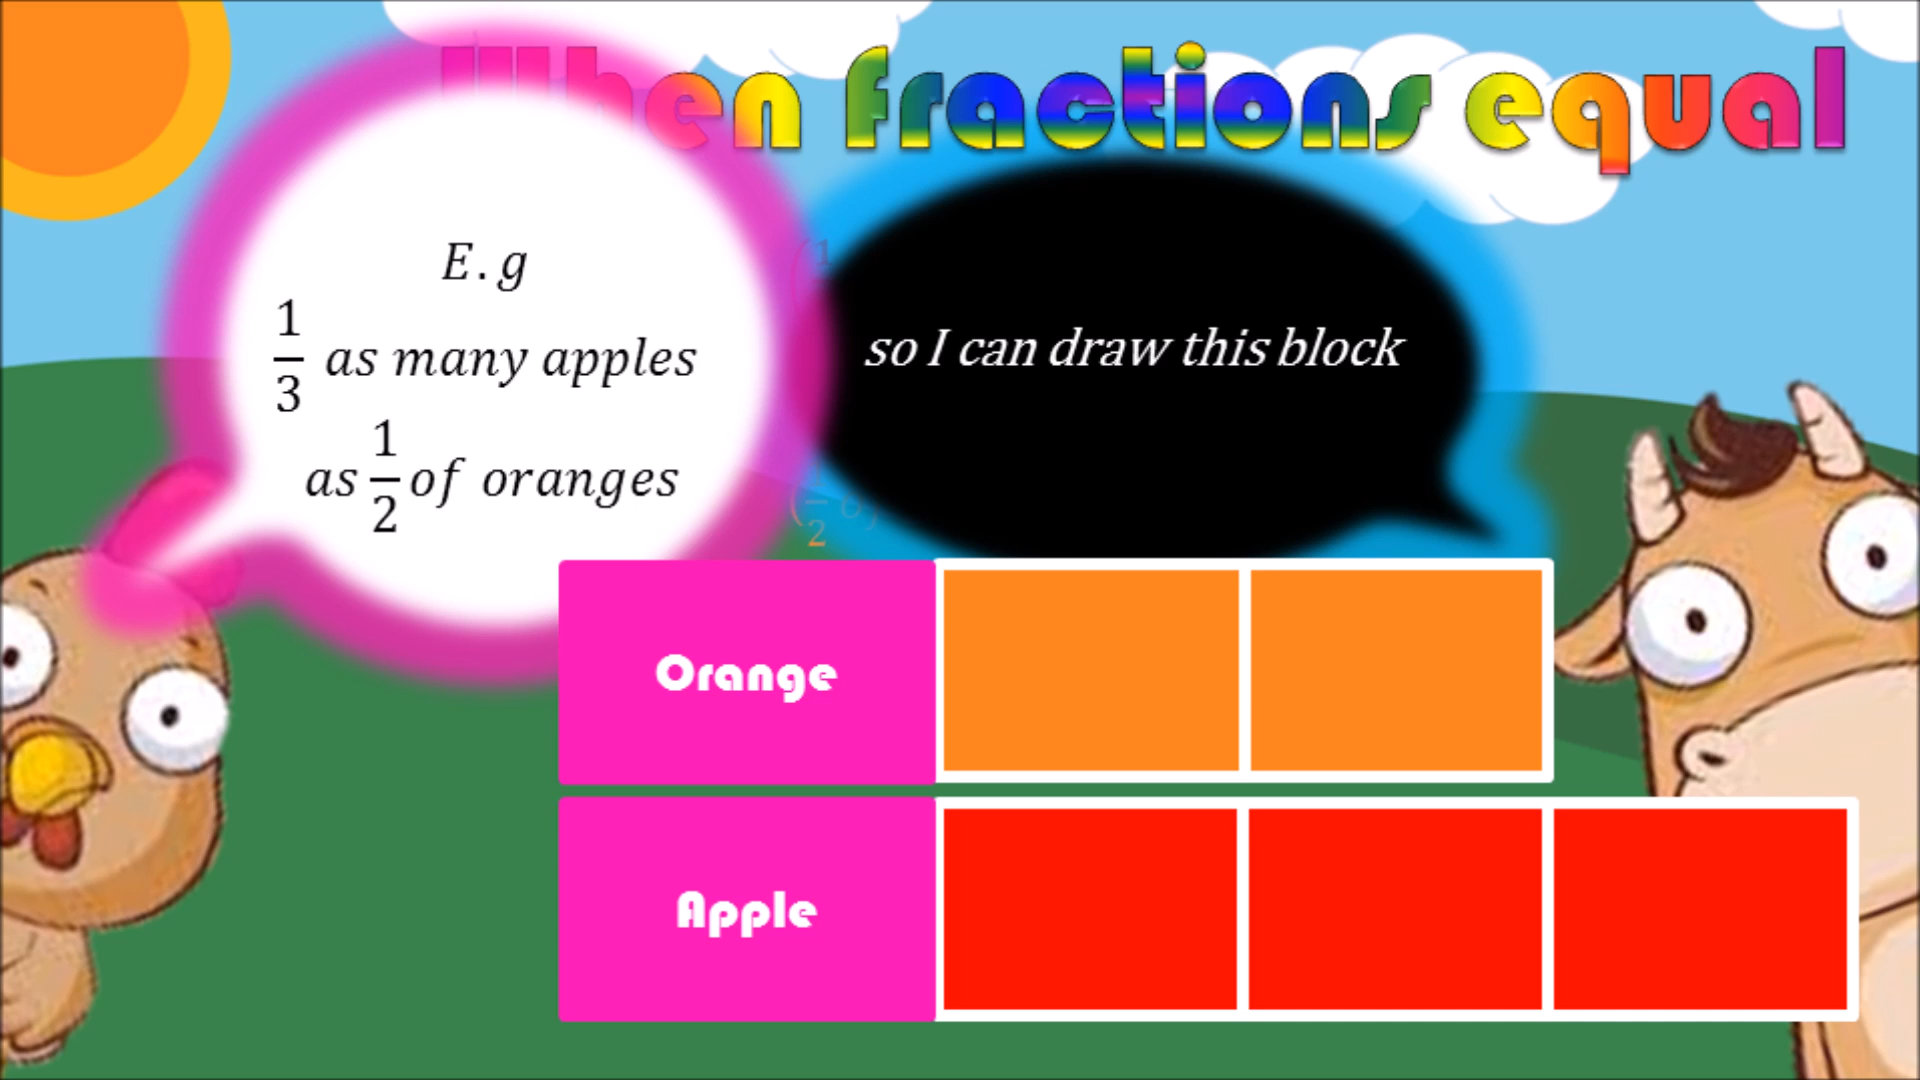 When fractions equal
E.g
1/3 as many apples
as 1/2 of oranges
so I can draw this block
Orange
Apple